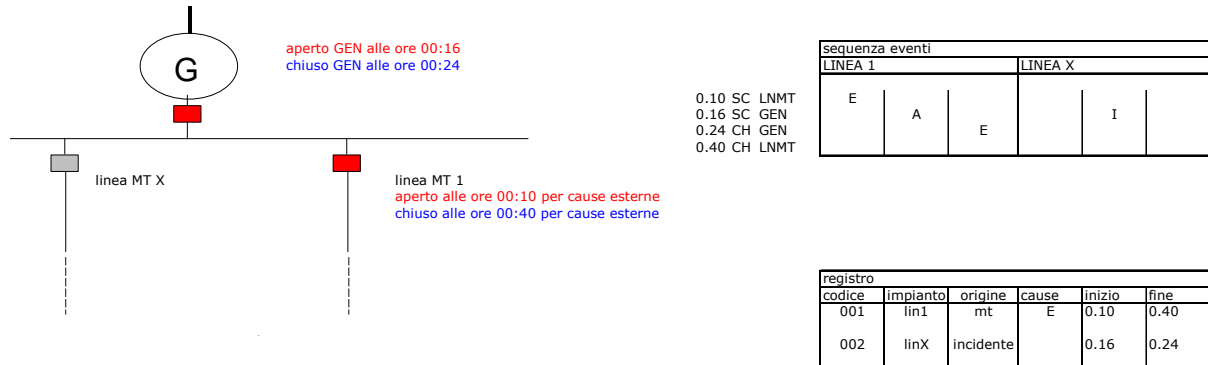 G
aperto GEN alle ore 00:16
chiuso GEN alle ore 00:24
linea MT X
linea MT 1
aperto alle ore 00:10 per cause esterne
chiuso alle ore 00:40 per cause esterne
sequenza eventi
LINEA 1 LINEA X
0.10 SC LNMT E
0.16 SC GEN A I
0.24 CH GEN E
0.40 CH LNMT
registro
codice impianto origine cause inizio fine
001 lin1 mt E 0.10 0.40
002 linX incidente 0.16 0.24